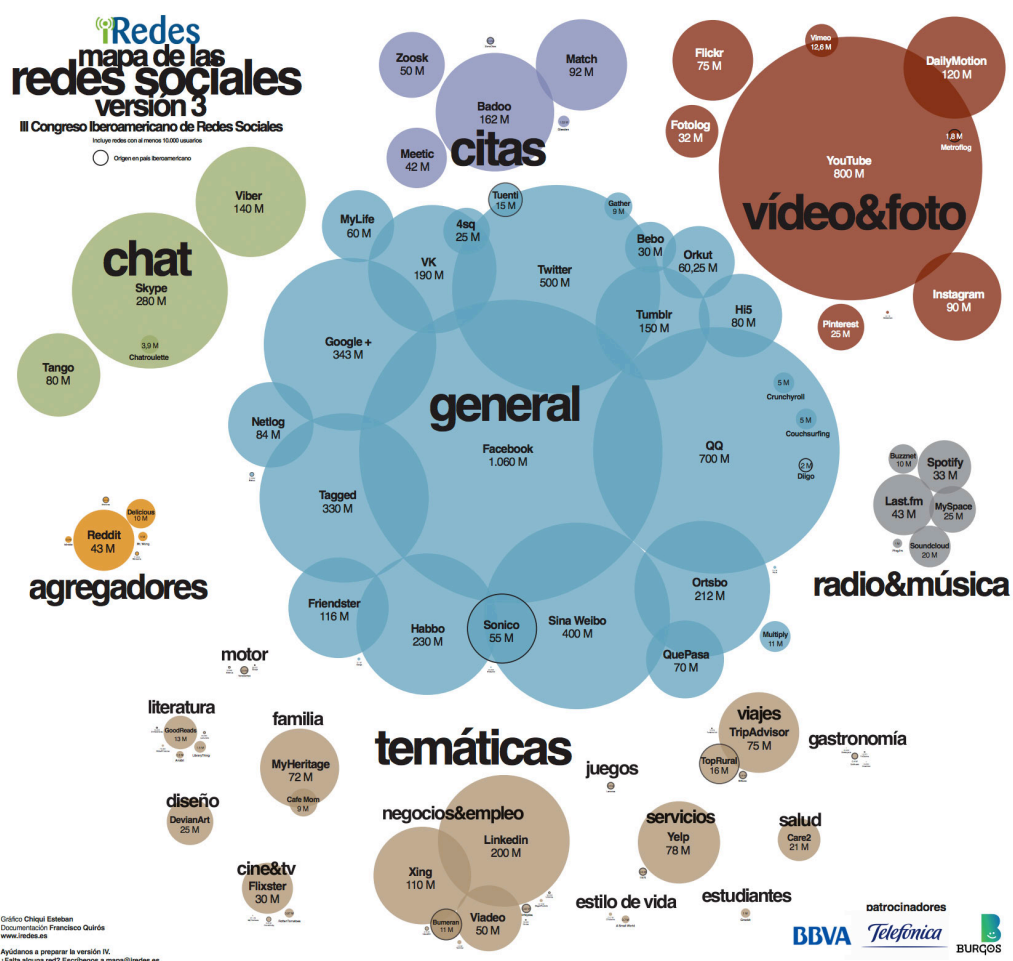 iRedes
mapa de las
redes sociales
versión 3
III Congreso Iberoamericano de Redes Sociales
Incluye redes con al menos 10.000 usuarios
Origen en país iberoamericano
Zoosk
50 M
Match
92 M
Badoo
162 M
Meetic
42 M
citas
Flickr
75 M
Vimeo
12,6 M
DailyMotion
120 M
Fotolog
32 M
1,8 M
Metroflog
YouTube
800 M
vídeo&foto
Instagram
90 M
Pinterest
25 M
Viber
140 M
chat
Skype
280 M
3,9 M
Chatroulette
Tango
80 M
MyLife
60 M
4sq
25 M
Tuenti
15 M
Gather
9 M
VK
190 M
Twitter
500 M
Bebo
30 M
Orkut
60,25 M
Tumblr
150 M
Hi5
80 M
Google +
343 M
general
Facebook
1.060 M
Netlog
84 M
QQ
700 M
5 M
Crunchyroll
5 M
Couchsurfing
2 M
Diigo
Tagged
330 M
Friendster
116 M
Habbo
230 M
Sonico
55 M
Sina Weibo
400 M
Ortsbo
212 M
QuePasa
70 M
Multiply
11 M
Delicious
10 M
Reddit
43 M
agregadores
Buzznet
10 M
Spotify
33 M
Last.fm
43 M
MySpace
25 M
Soundcloud
20 M
radio&música
motor
literatura
GoodReads
13 M
LibraryThing
familia
MyHeritage
72 M
Cafe Mom
9 M
temáticas
juegos
viajes
TripAdvisor
75 M
TopRural
16 M
gastronomía
diseño
DevianArt
25 M
negocios&empleo
Linkedin
200 M
Xing
110 M
Viadeo
50 M
Bumeran
11 M
servicios
Yelp
78 M
salud
Care2
21 M
cine&tv
Flixster
30 M
estilo de vida
estudiantes
Gráfico Chiqui Esteban
Documentación Francisco Quirós
www.iredes.es
Ayúdanos a preparar la versión IV.
¿Falta alguna red? Escríbenos a mapa@iredes.es
patrocinadores
BBVA
Telefónica
BURGOS